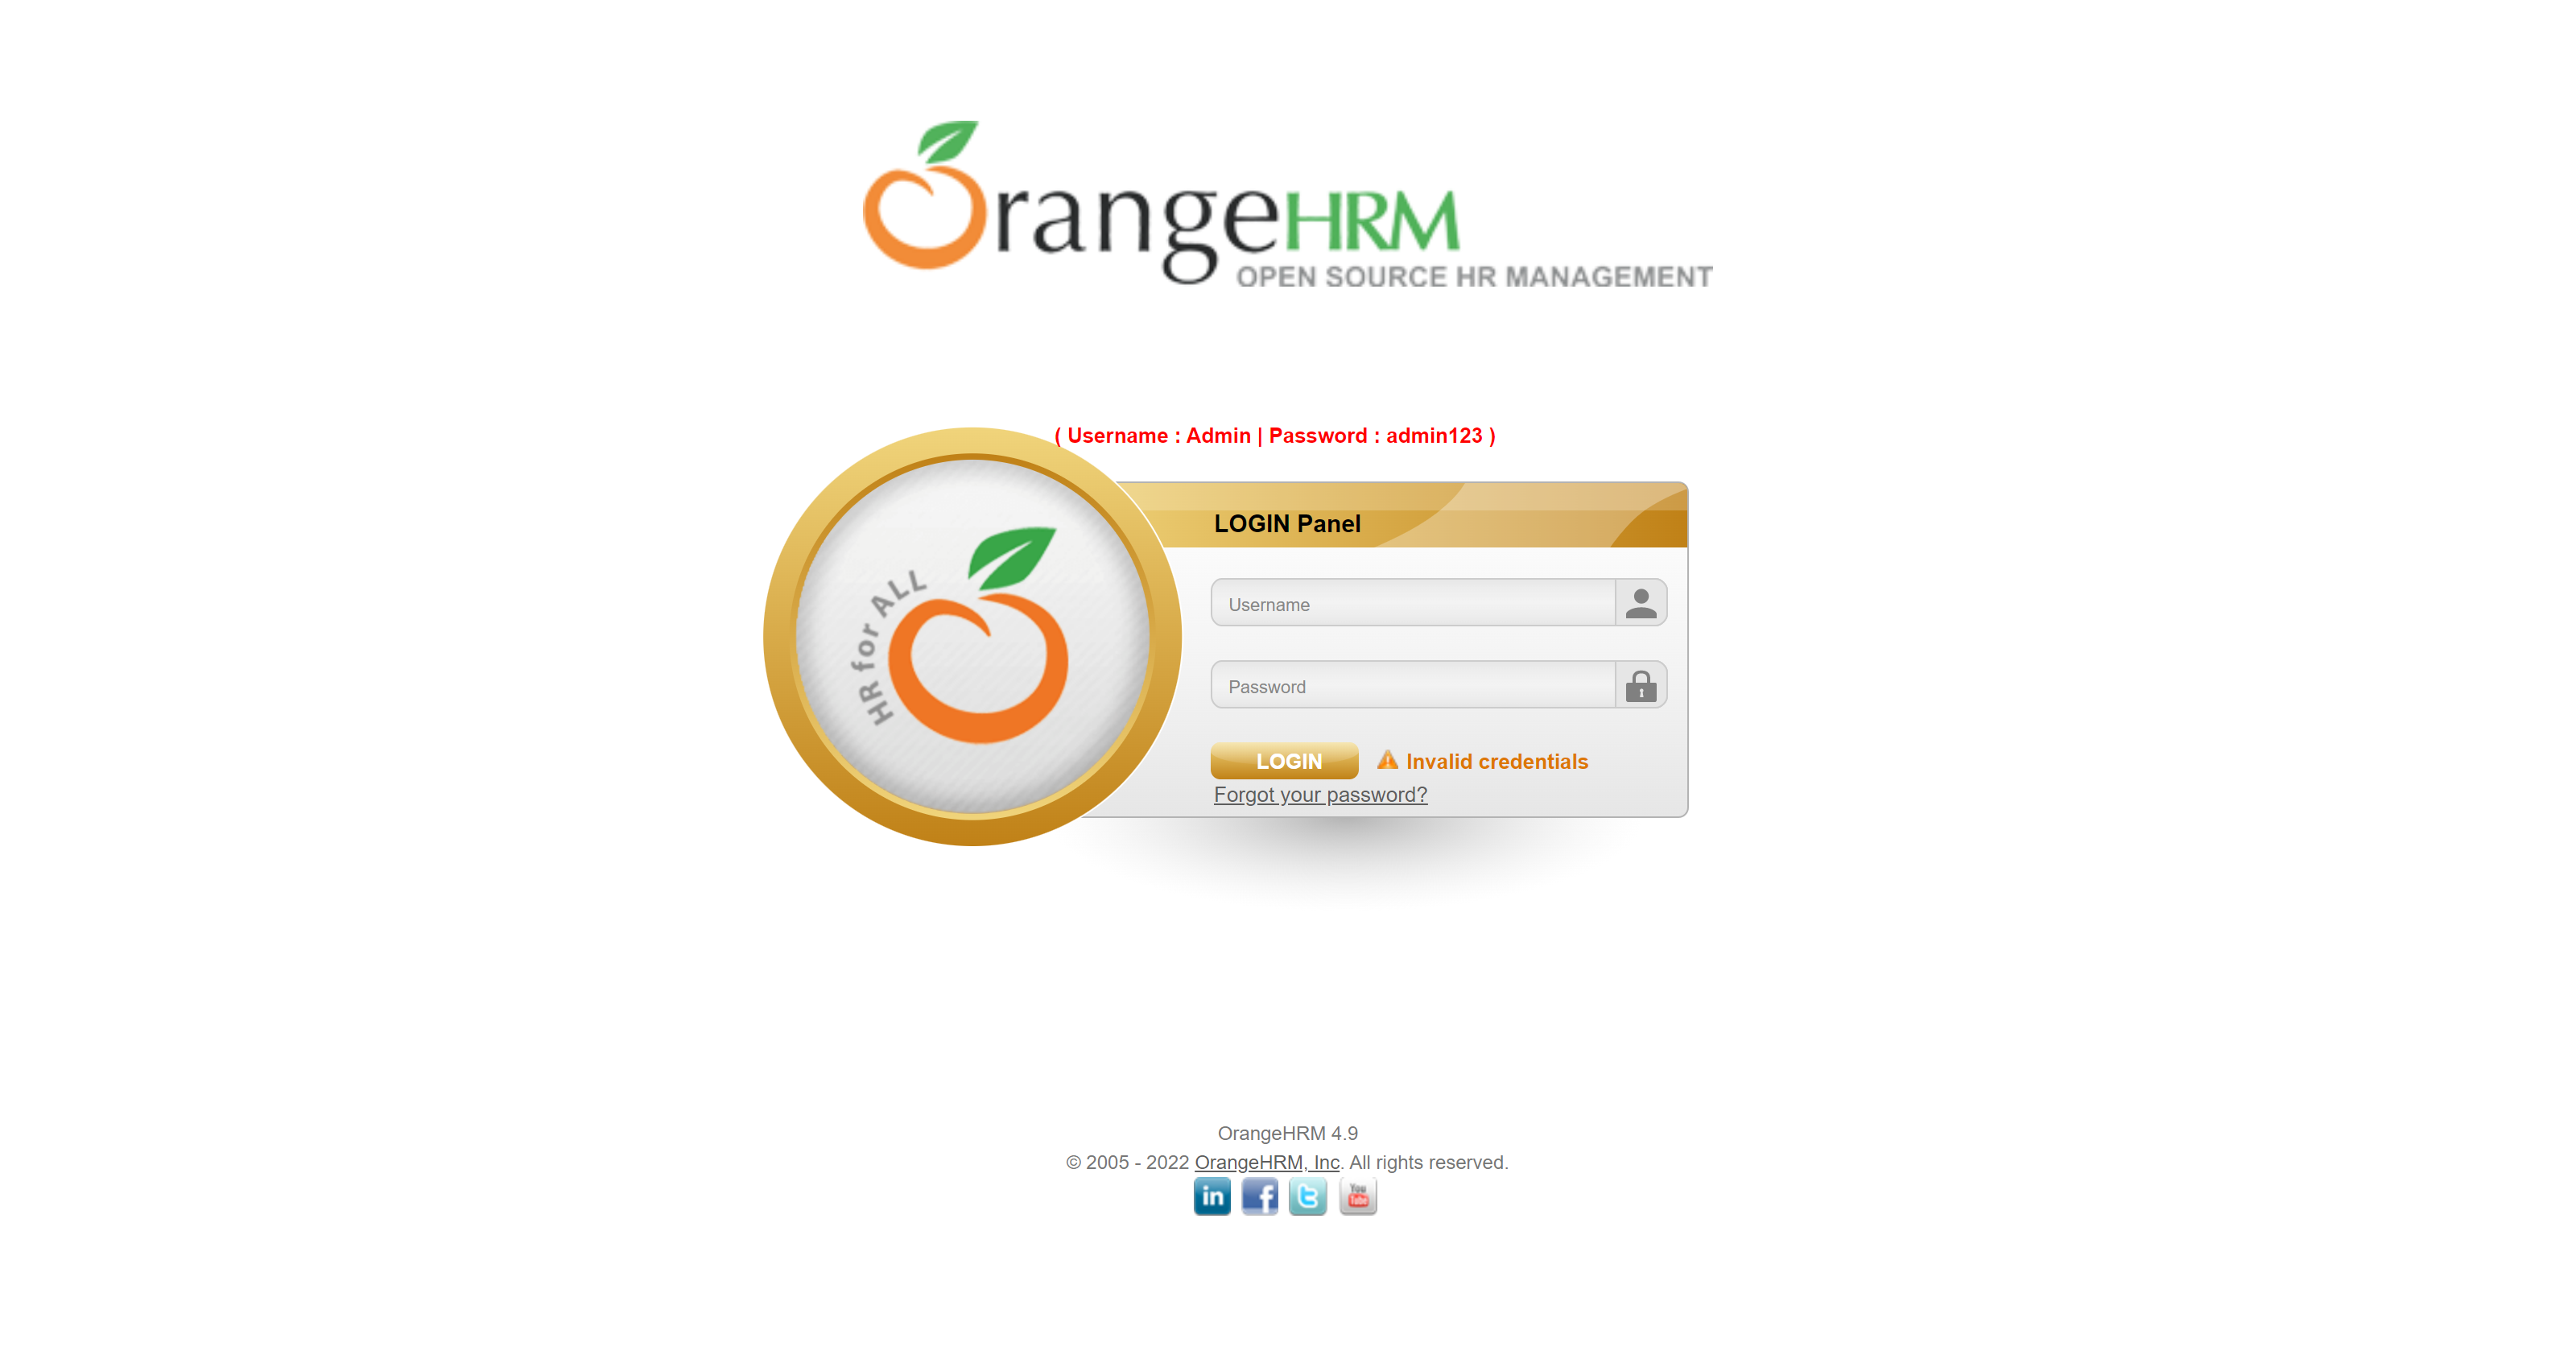 OrangeHRM
OPEN SOURCE HR MANAGEMENT
( Username : Admin | Password : admin123 )
HR for ALL
LOGIN Panel
Username
Password
LOGIN Invalid credentials
Forgot your password?
OrangeHRM 4.9
© 2005 - 2022 OrangeHRM, Inc. All rights reserved.
in f t You Tube